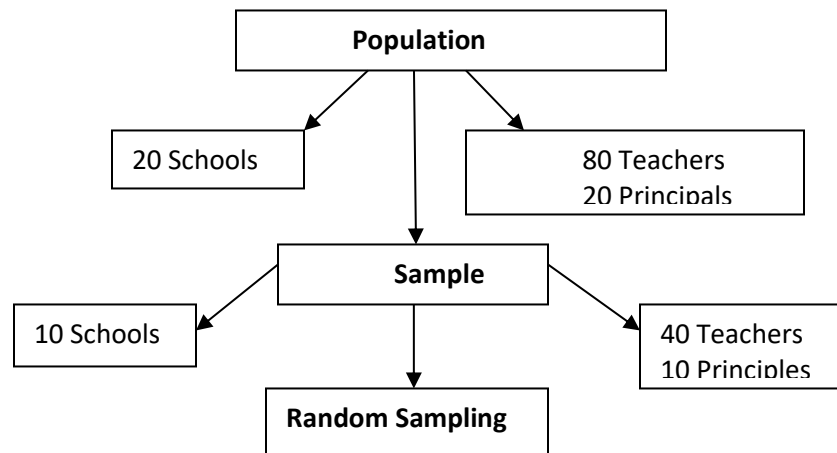 Population
20 Schools
80 Teachers
20 Principals
Sample
10 Schools
40 Teachers
10 Principles
Random Sampling